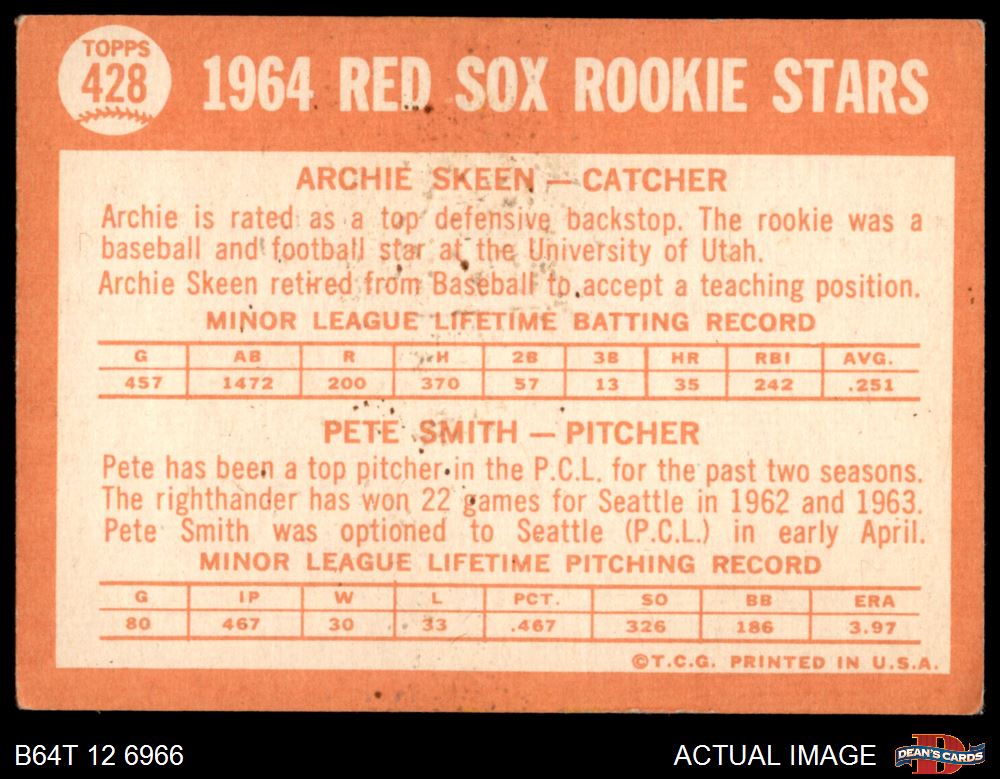 TOPPS
428
1964 RED SOX ROOKIE STARS
ARCHIE SKEEN — CATCHER
Archie is rated as a top defensive backstop. The rookie was a
baseball and football star at the University of Utah.
Archie Skeen retired from Baseball to accept a teaching position.
MINOR LEAGUE LIFETIME BATTING RECORD
G AB R H 2B 3B HR RBI AVG.
457 1472 200 370 57 13 35 242 .251
PETE SMITH — PITCHER
Pete has been a top pitcher in the P.C.L. for the past two seasons.
The righthander has won 22 games for Seattle in 1962 and 1963.
Pete Smith was optioned to Seattle (P.C.L.) in early April.
MINOR LEAGUE LIFETIME PITCHING RECORD
G IP W L PCT. SO BB ERA
80 467 30 33 .467 326 186 3.97
©T.C.G. PRINTED IN U.S.A.
B64T 12 6966
ACTUAL IMAGE
D
DEAN'S CARDS